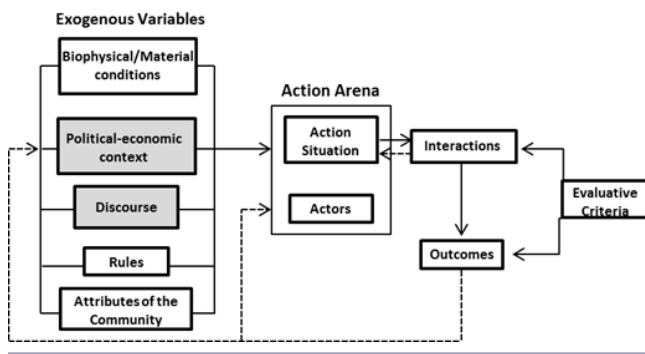 Exogenous Variables
Biophysical/Material
conditions
Political-economic
context
Discourse
Rules
Attributes of the
Community
Action Arena
Action
Situation
Actors
Interactions
Outcomes
Evaluative
Criteria